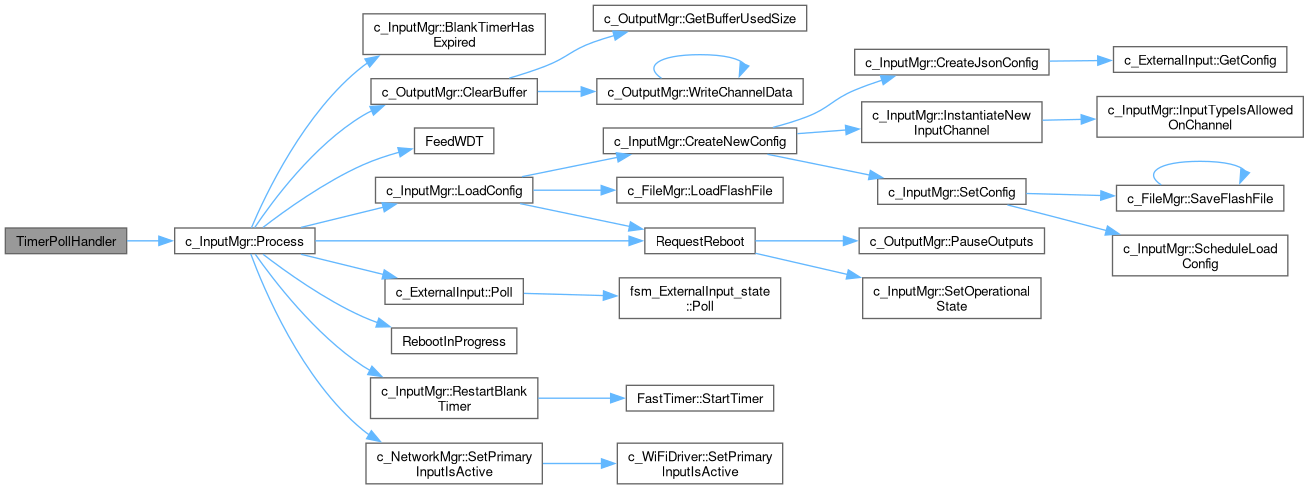 TimerPollHandler
c_InputMgr::Process
c_InputMgr::BlankTimerHas
Expired
c_OutputMgr::ClearBuffer
FeedWDT
c_InputMgr::LoadConfig
c_ExternalInput::Poll
RebootInProgress
c_InputMgr::RestartBlank
Timer
c_NetworkMgr::SetPrimary
InputIsActive
c_OutputMgr::GetBufferUsedSize
c_OutputMgr::WriteChannelData
c_InputMgr::CreateNewConfig
c_FileMgr::LoadFlashFile
RequestReboot
fsm_ExternalInput_state
::Poll
FastTimer::StartTimer
c_WiFiDriver::SetPrimary
InputIsActive
c_InputMgr::CreateJsonConfig
c_InputMgr::InstantiateNew
InputChannel
c_InputMgr::SetConfig
c_OutputMgr::PauseOutputs
c_InputMgr::SetOperational
State
c_ExternalInput::GetConfig
c_InputMgr::InputTypeIsAllowed
OnChannel
c_FileMgr::SaveFlashFile
c_InputMgr::ScheduleLoad
Config